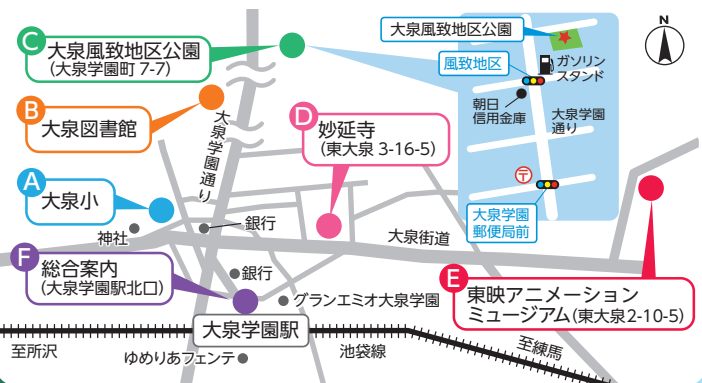 C
大泉風致地区公園
(大泉学園町 7-7)
B
大泉図書館
A
大泉小
神社
F
総合案内
(大泉学園駅北口)
大泉学園通り
D
妙延寺
(東大泉 3-16-5)
銀行
大泉街道
銀行
グランエミオ大泉学園
大泉学園駅
至所沢
ゆめりあフェンテ
池袋線
至練馬
E
東映アニメーション
ミュージアム(東大泉2-10-5)
大泉風致地区公園
風致地区
ガソリン
スタンド
朝日
信用金庫
大泉学園
通り
〒
大泉学園
郵便局前
N